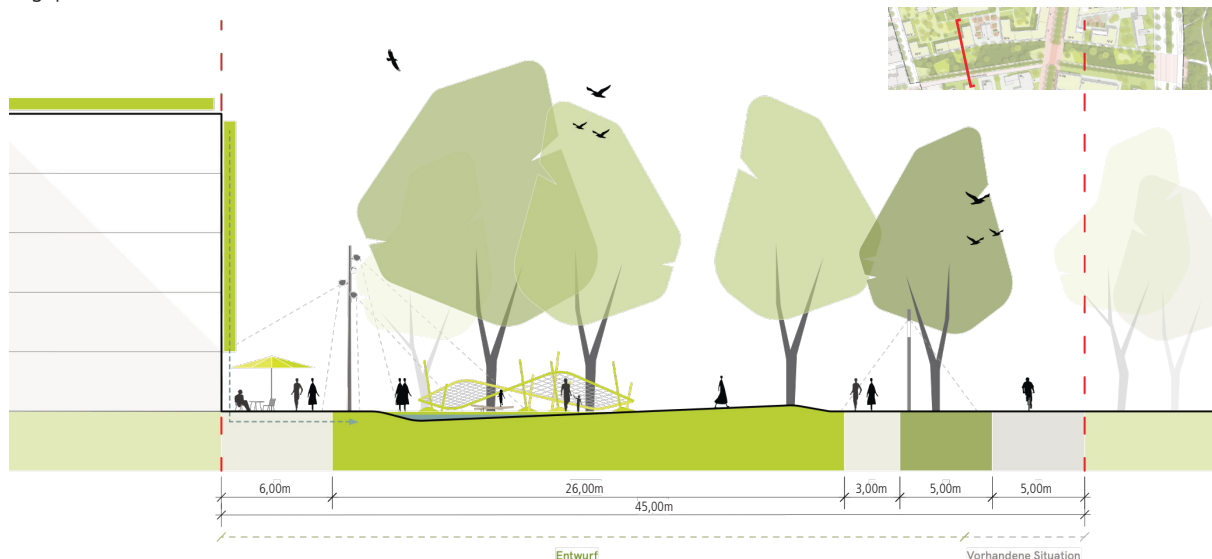 6,00m
26,00m
3,00m
5,00m
5,00m
45,00m
Entwurf
Vorhandene Situation